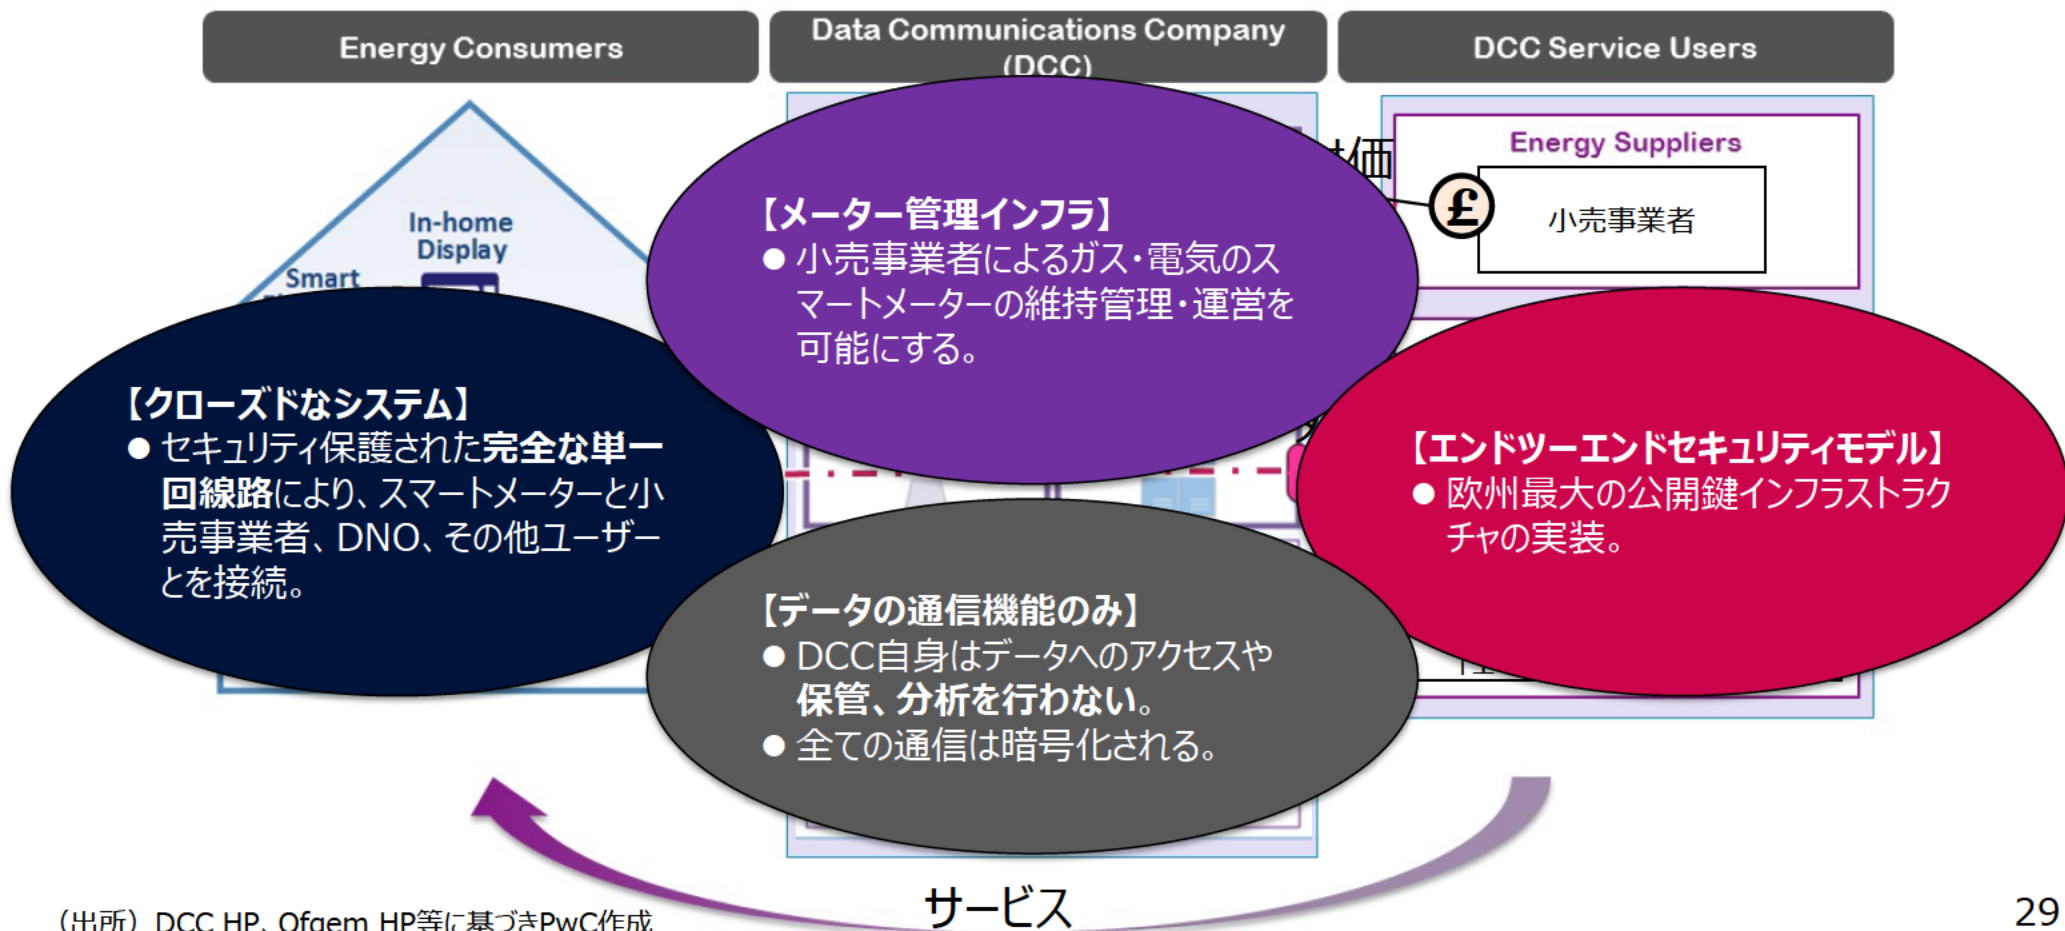 Energy Consumers
Data Communications Company
(DCC)
DCC Service Users
In-home
Display
Smart
価
Energy Suppliers
£
小売事業者
【メーター管理インフラ】
● 小売事業者によるガス・電気のス
マートメーターの維持管理・運営を
可能にする。
【クローズドなシステム】
● セキュリティ保護された完全な単一
回線路により、スマートメーターと小
売事業者、DNO、その他ユーザー
とを接続。
【エンドツーエンドセキュリティモデル】
● 欧州最大の公開鍵インフラストラク
チャの実装。
【データの通信機能のみ】
● DCC自身はデータへのアクセスや
保管、分析を行わない。
● 全ての通信は暗号化される。
サービス
（出所）DCC HP、Ofgem HP等に基づきPwC作成
29